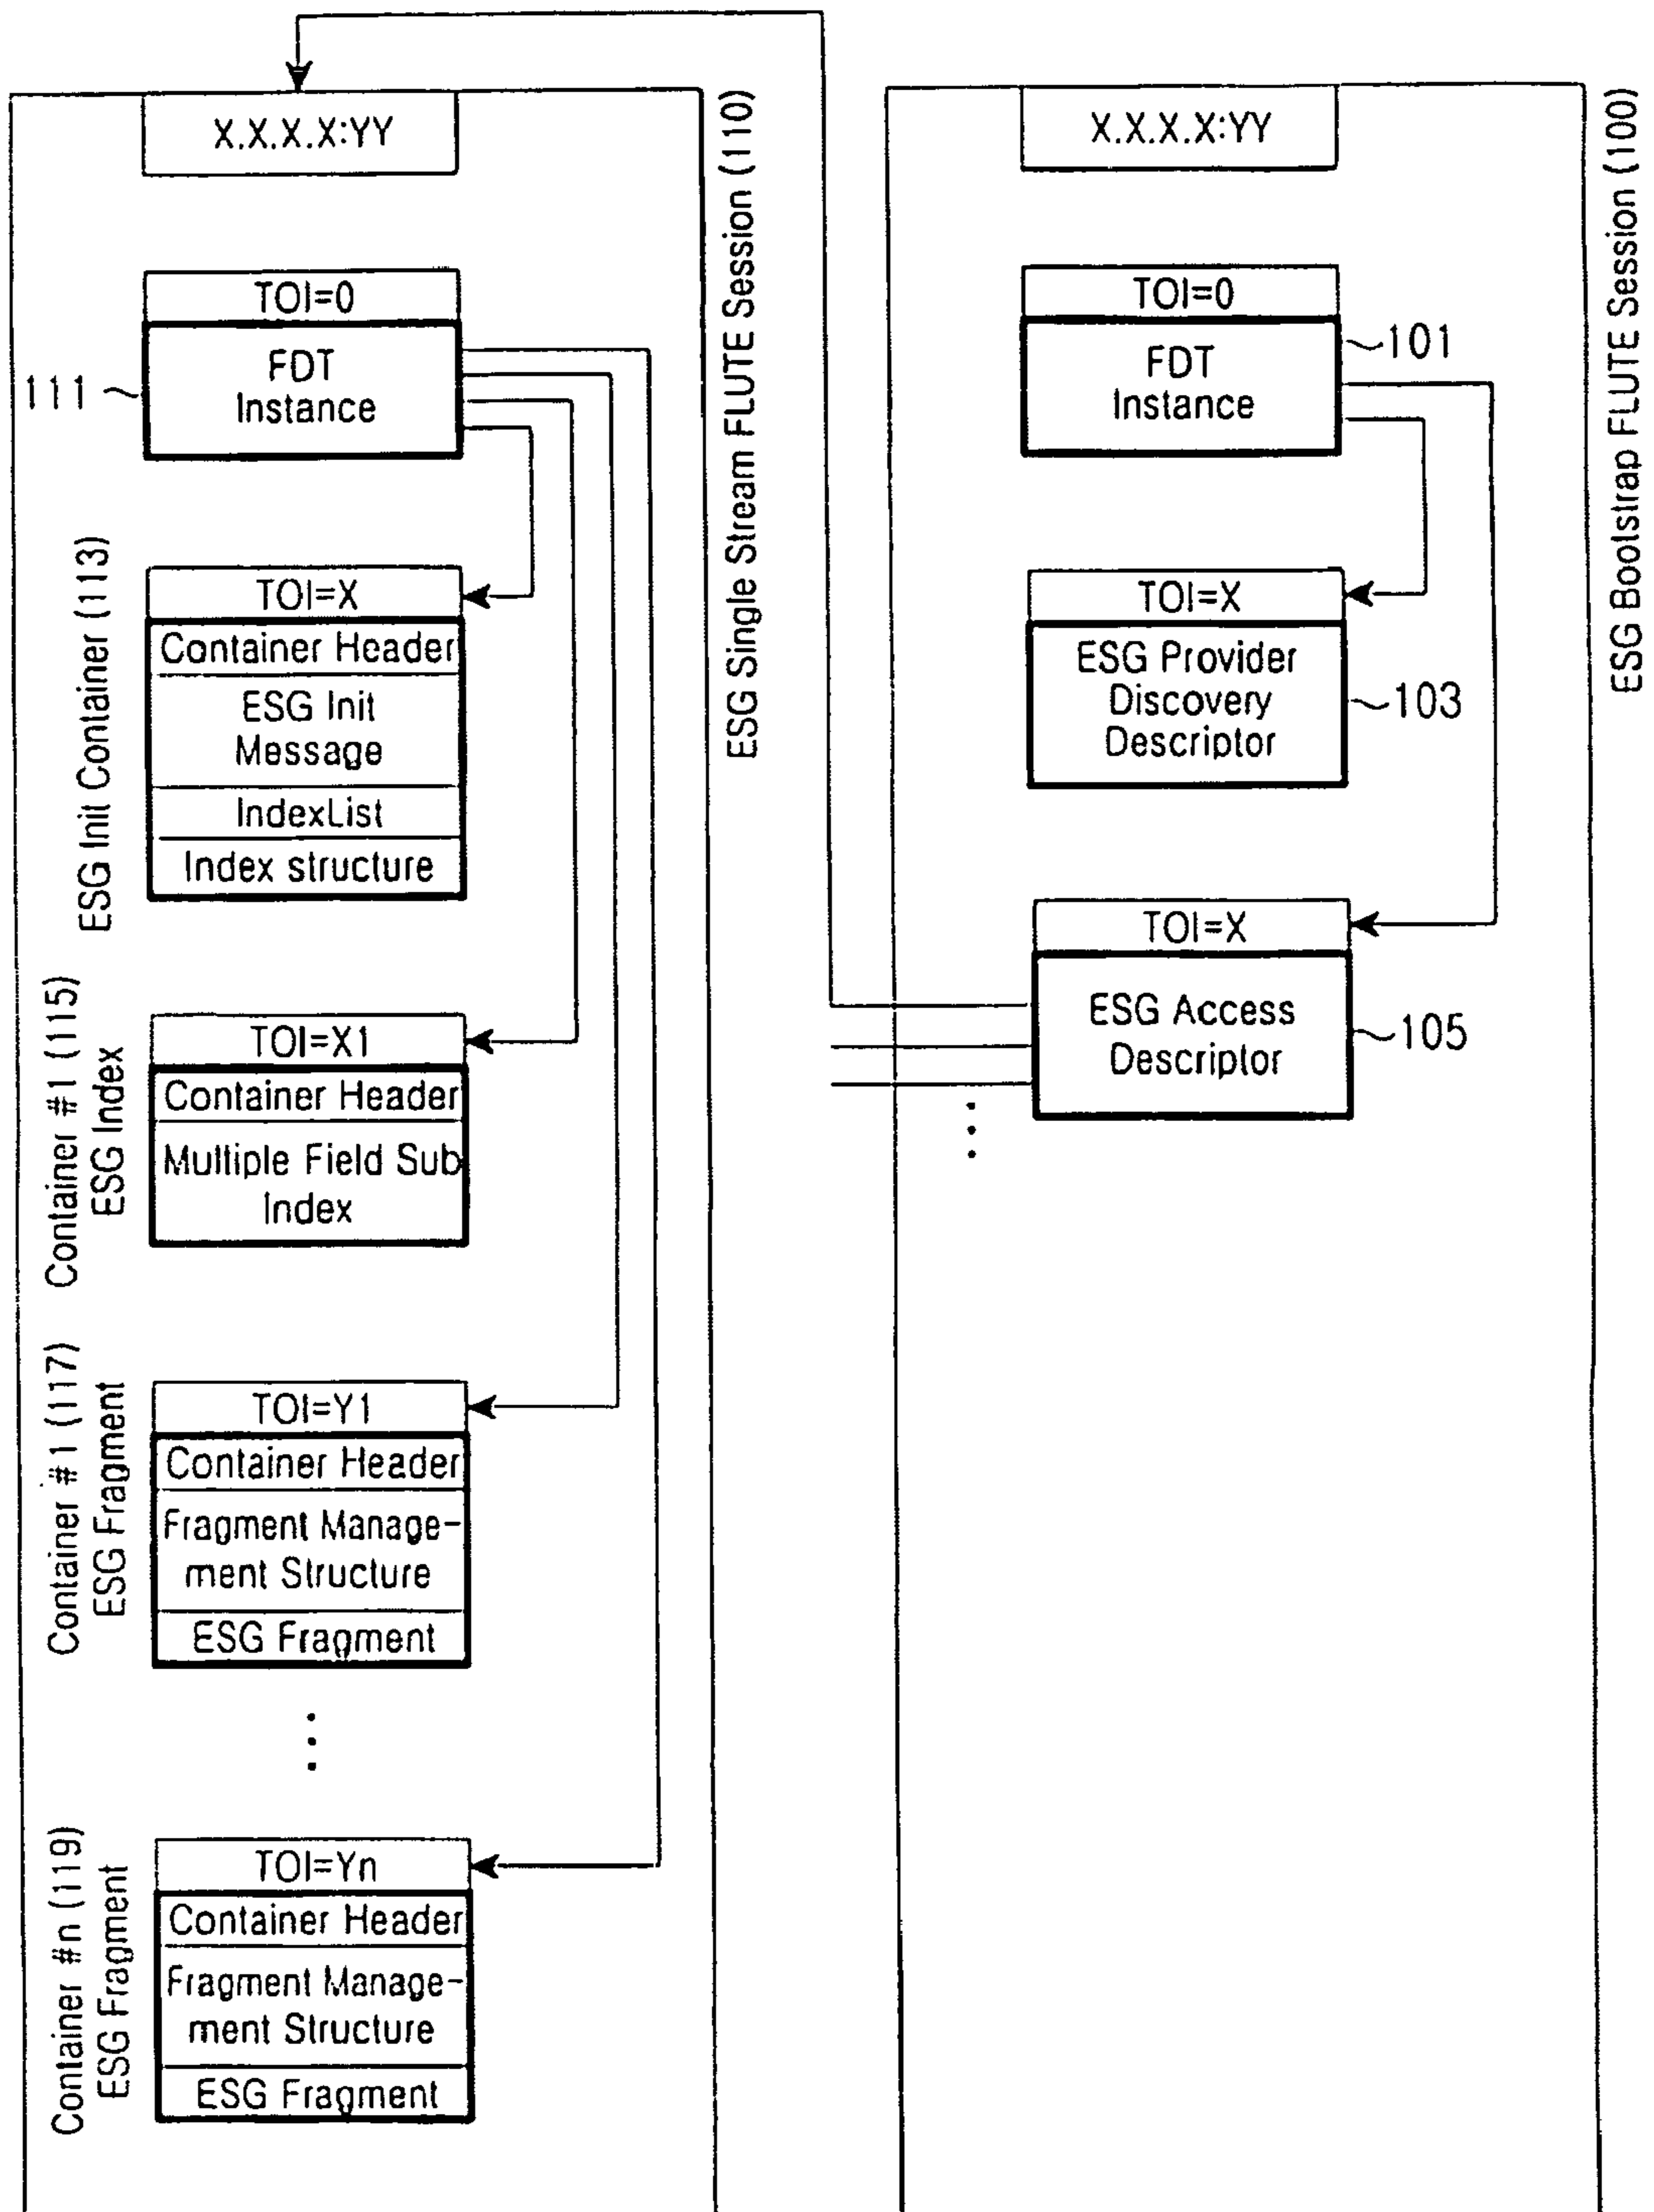 X.X.X.X:YY
TOI=0
FDT
Instance
111
TOI=X
Container Header
ESG Init
Message
IndexList
Index structure
ESG Init Container (113)
TOI=X1
Container Header
Multiple Field Sub
Index
Container #1 (115)
ESG Index
TOI=Y1
Container Header
Fragment Manage-
ment Structure
ESG Fragment
Container #1 (117)
ESG Fragment
TOI=Yn
Container Header
Fragment Manage-
ment Structure
ESG Fragment
Container #n (119)
ESG Fragment
ESG Single Stream FLUTE Session (110)
X.X.X.X:YY
TOI=0
FDT
Instance
101
TOI=X
ESG Provider
Discovery
Descriptor
103
TOI=X
ESG Access
Descriptor
105
ESG Bootstrap FLUTE Session (100)